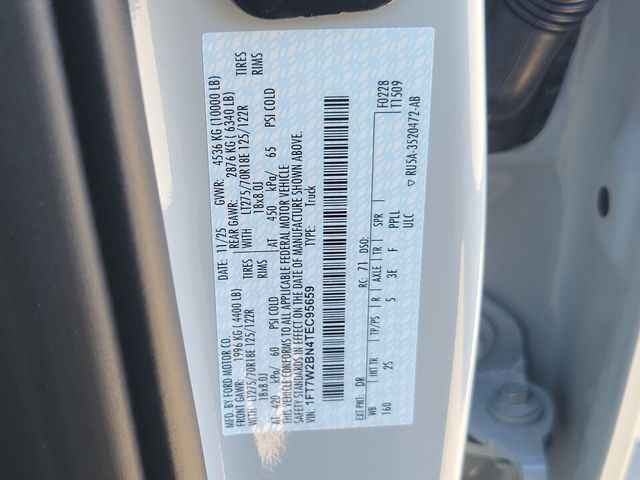 MFD. BY FORD MOTOR CO.
DATE: 11/25 GVWR: 4536 KG (10000 LB)
FRONT GAWR: 1996 KG (4400 LB) REAR GAWR: 2876 KG (6340 LB)
WITH LT275/70R18E 125/122R TIRES WITH LT275/70R18E 125/122R TIRES
18x8.0J RIMS 18x8.0J RIMS
AT 420 kPa/ 60 PSI COLD AT 450 kPa/ 65 PSI COLD
THIS VEHICLE CONFORMS TO ALL APPLICABLE FEDERAL MOTOR VEHICLE
SAFETY STANDARDS IN EFFECT ON THE DATE OF MANUFACTURE SHOWN ABOVE.
VIN: 1FT7W2BN4TEC95659 TYPE: Truck
EXT PNT: DR RC: 71 DSO: F0228
WB INT TR TP/PS R AXLE TR SPR T1509
160 25 5 3E F PPLL
ULC ▽ RU5A-3520472-AB